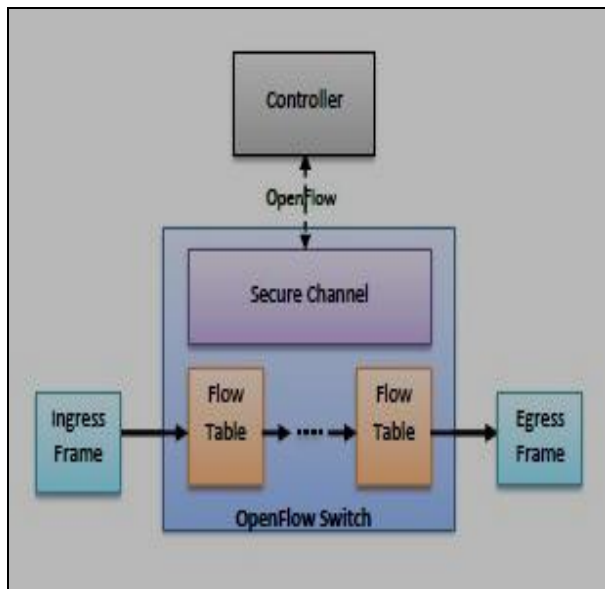 Controller
OpenFlow
Secure Channel
Flow
Table
Flow
Table
Ingress
Frame
Egress
Frame
OpenFlow Switch